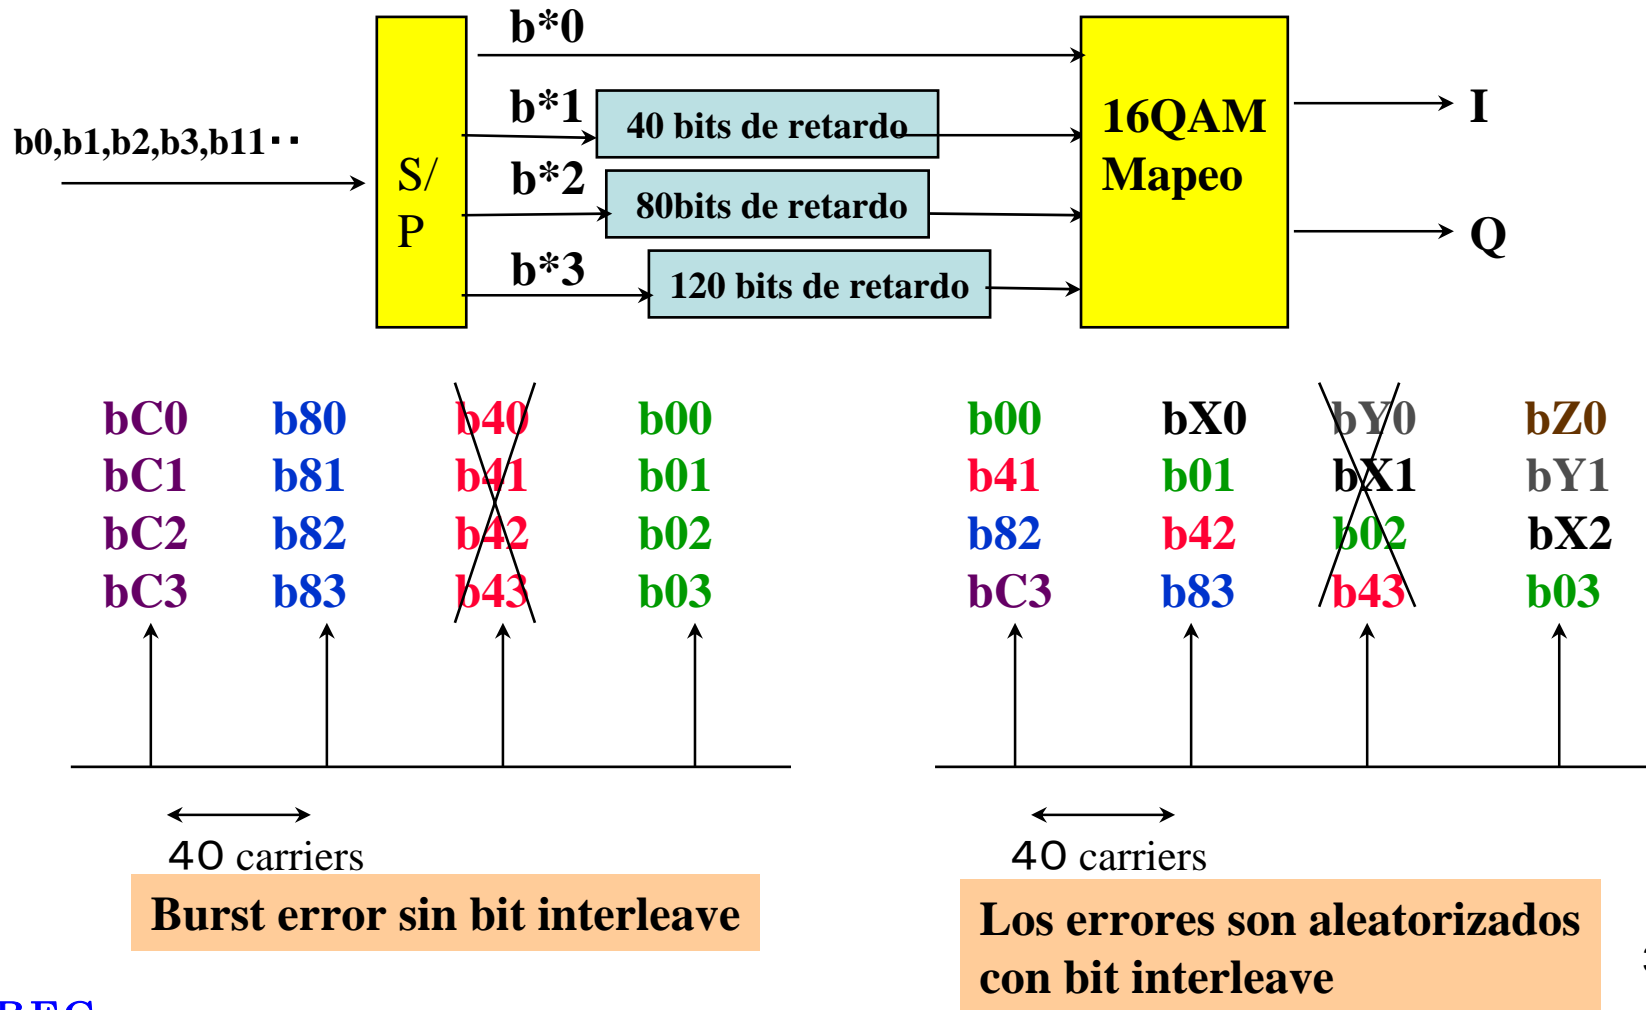 b*0
b*1
40 bits de retardo
b0,b1,b2,b3,b11··
S/
P
b*2
80bits de retardo
b*3
120 bits de retardo
16QAM
Mapeo
I
Q
bC0 b80 b40 b00
bC1 b81 b41 b01
bC2 b82 b42 b02
bC3 b83 b43 b03
40 carriers
Burst error sin bit interleave
b00 bX0 bY0 bZ0
b41 b01 bX1 bY1
b82 b42 b02 bX2
bC3 b83 b43 b03
40 carriers
Los errores son aleatorizados
con bit interleave